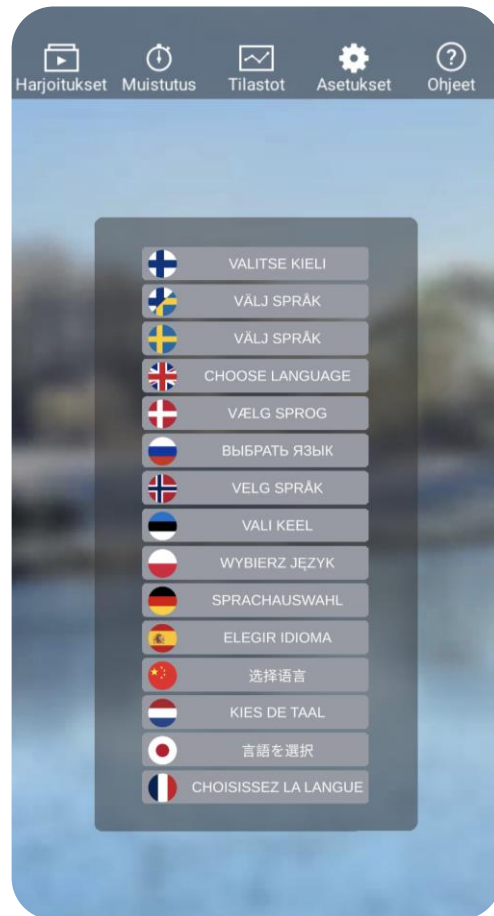 Harjoitukset Muistutus Tilastot Asetukset Ohjeet
VALITSE KIELI
VÄLJ SPRÅK
VÄLJ SPRÅK
CHOOSE LANGUAGE
VÆLG SPROG
ВЫБРАТЬ ЯЗЫК
VELG SPRÅK
VALI KEEL
WYBIERZ JĘZYK
SPRACHAUSWAHL
ELEGIR IDIOMA
选择语言
KIES DE TAAL
言語を選択
CHOISISSEZ LA LANGUE